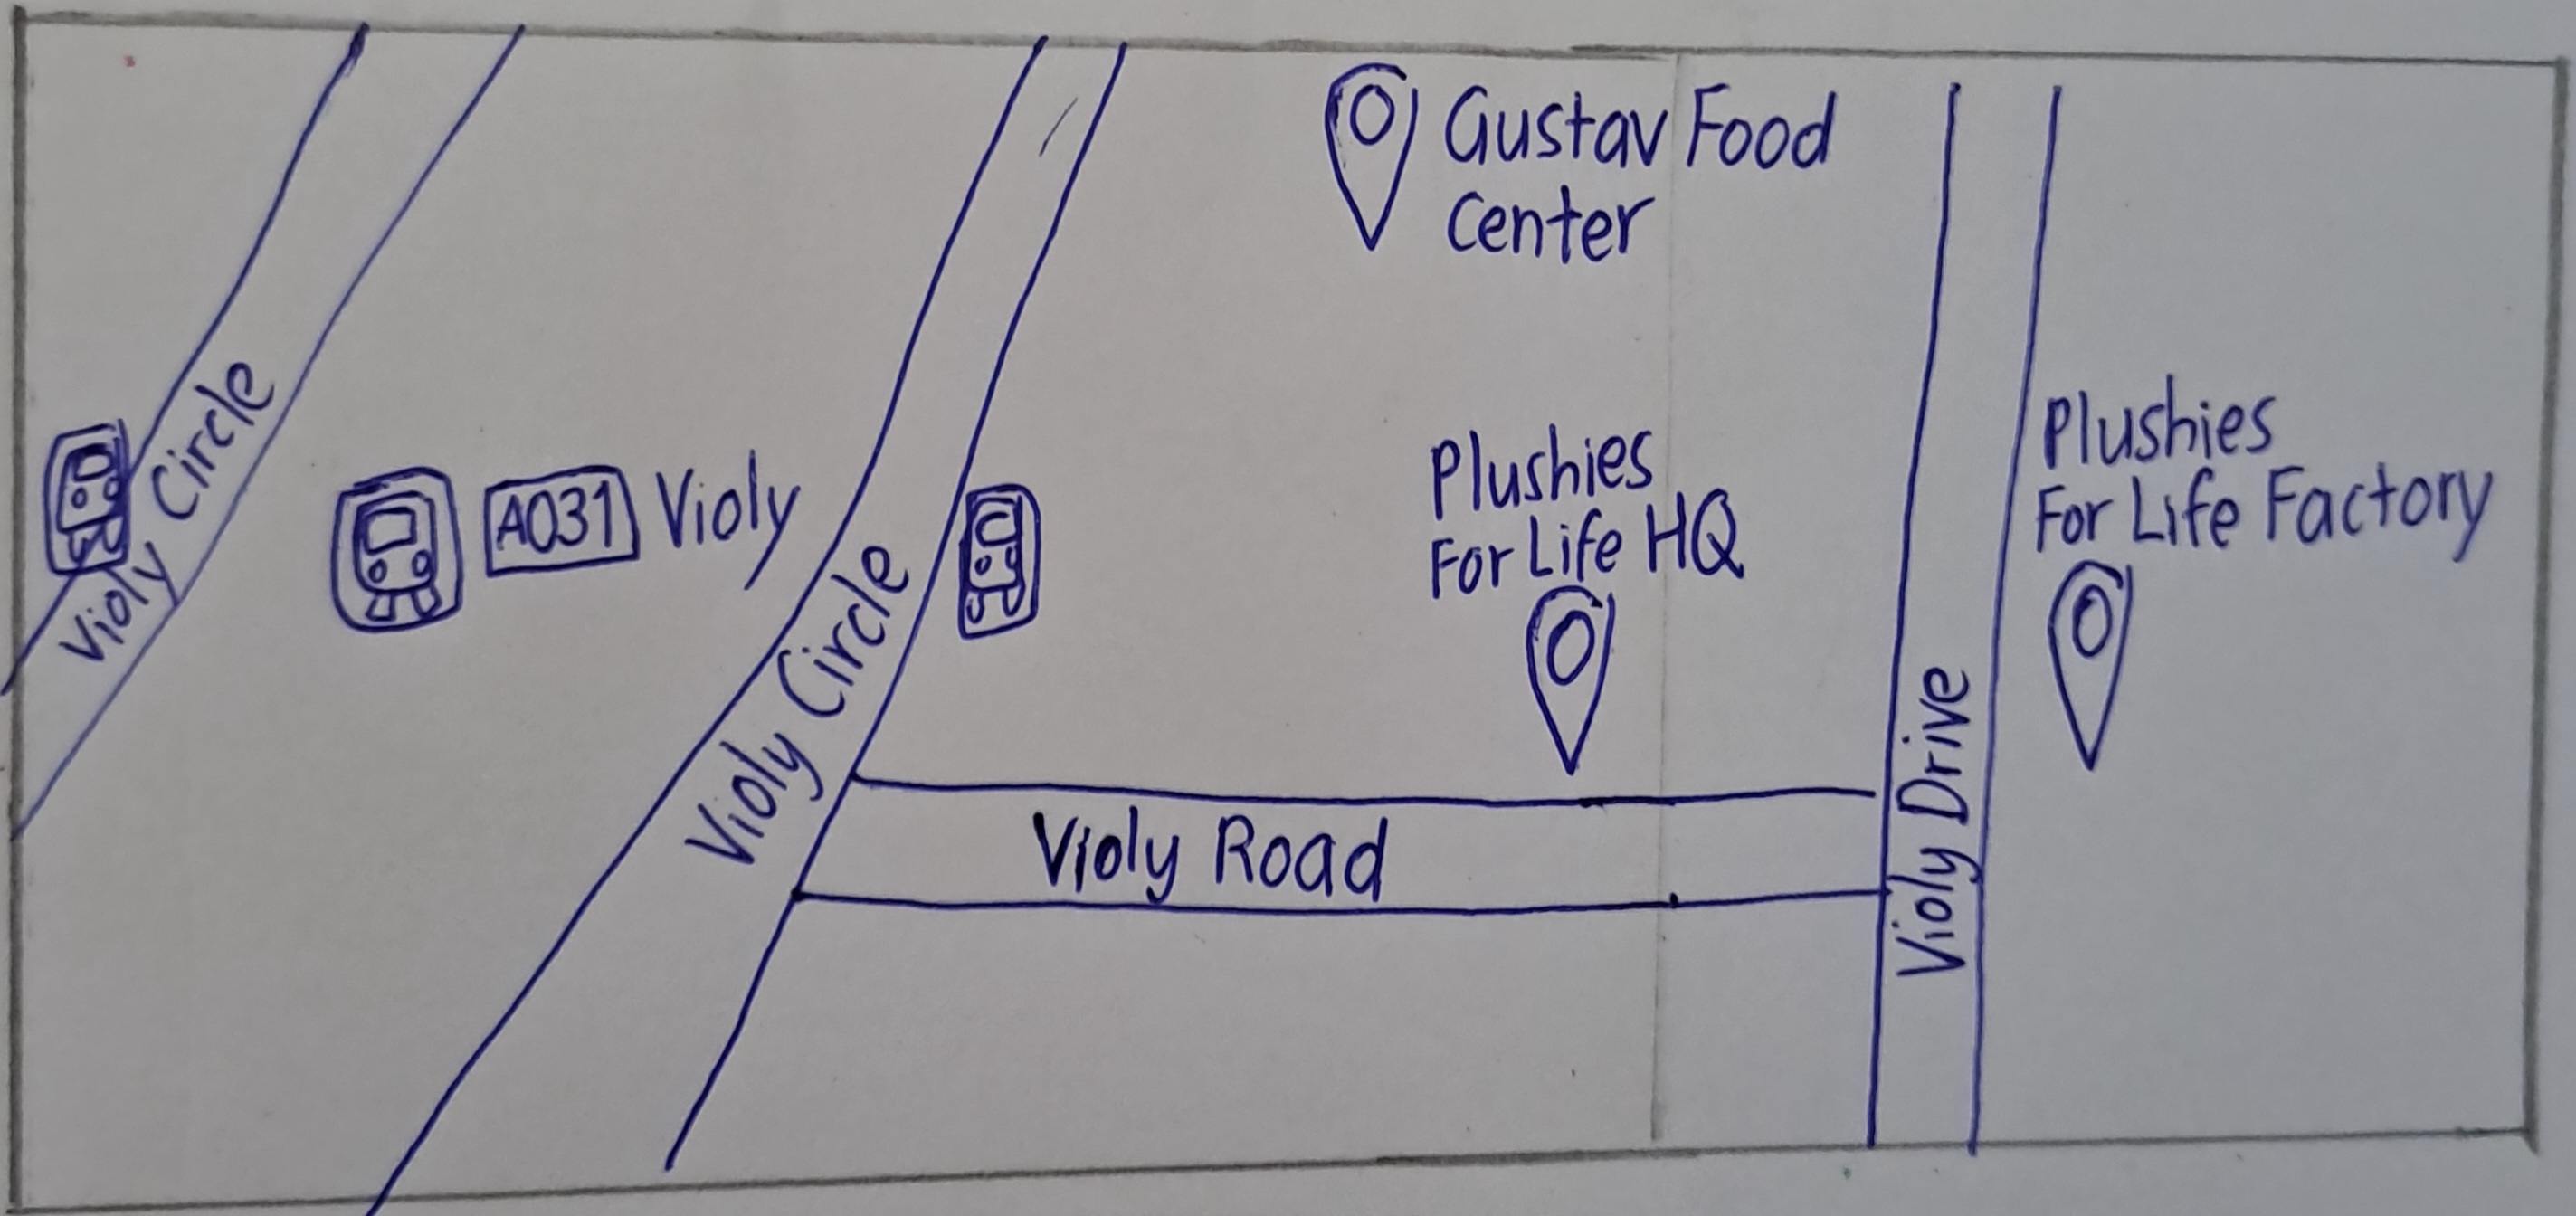 Gustav Food
Center
Violy Circle
A031 Violy
Violy Circle
Plushies
For Life HQ
Plushies
For Life Factory
Violy Road
Violy Drive